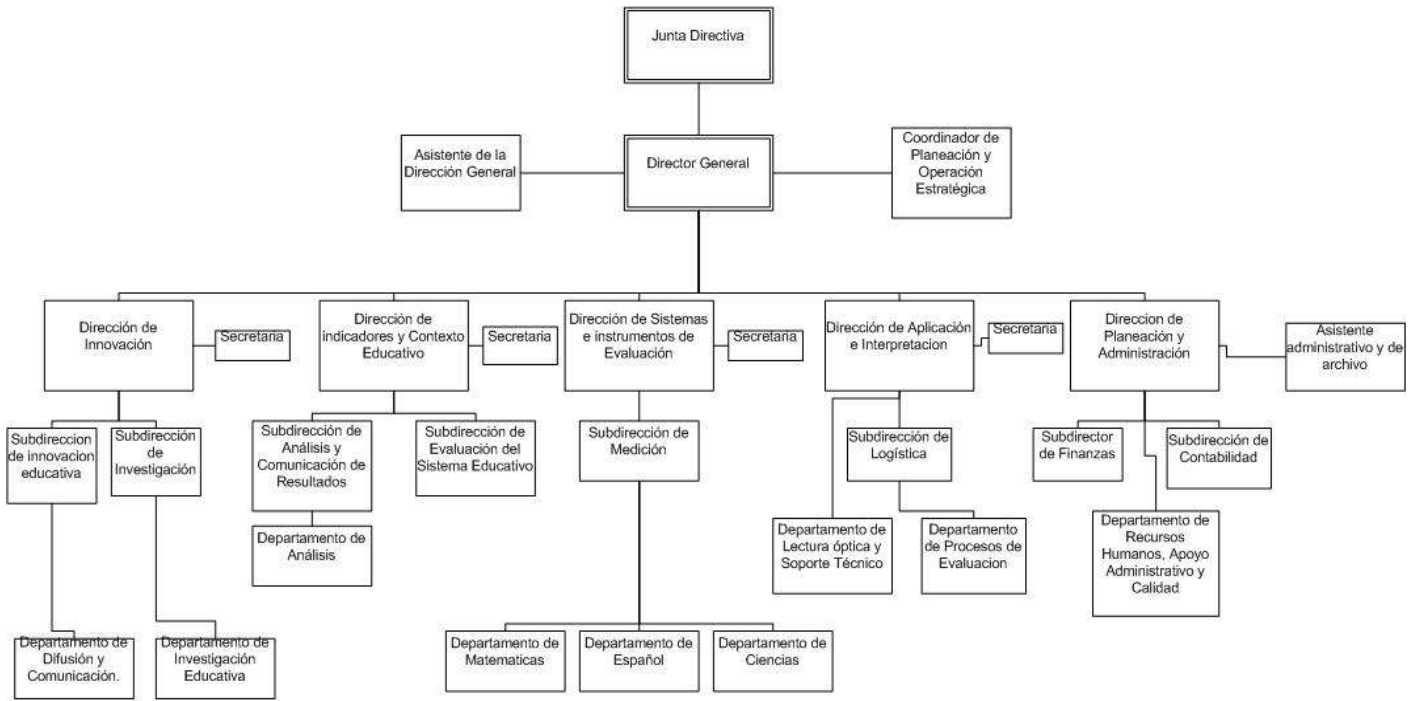 Junta Directiva
Asistente de la
Dirección General
Director General
Coordinador de
Planeación y
Operación
Estratégica
Dirección de
Innovación
Secretaria
Dirección de
indicadores y Contexto
Educativo
Secretaria
Dirección de Sistemas
e instrumentos de
Evaluación
Secretaria
Dirección de Aplicación
e Interpretacion
Secretaria
Direccion de
Planeación y
Administración
Asistente
administrativo y de
archivo
Subdireccion
de innovacion
educativa
Subdirección
de
Investigación
Subdirección de
Análisis y
Comunicación de
Resultados
Subdirección de
Evaluación del
Sistema Educativo
Subdirección de
Medición
Subdirección de
Logística
Subdirector
de Finanzas
Subdirección de
Contabilidad
Departamento de
Análisis
Departamento de
Lectura óptica y
Soporte Técnico
Departamento
de Procesos de
Evaluacion
Departamento de
Recursos
Humanos, Apoyo
Administrativo y
Calidad
Departamento de
Difusión y
Comunicación.
Departamento de
Investigación
Educativa
Departamento de
Matematicas
Departamento de
Español
Departamento de
Ciencias